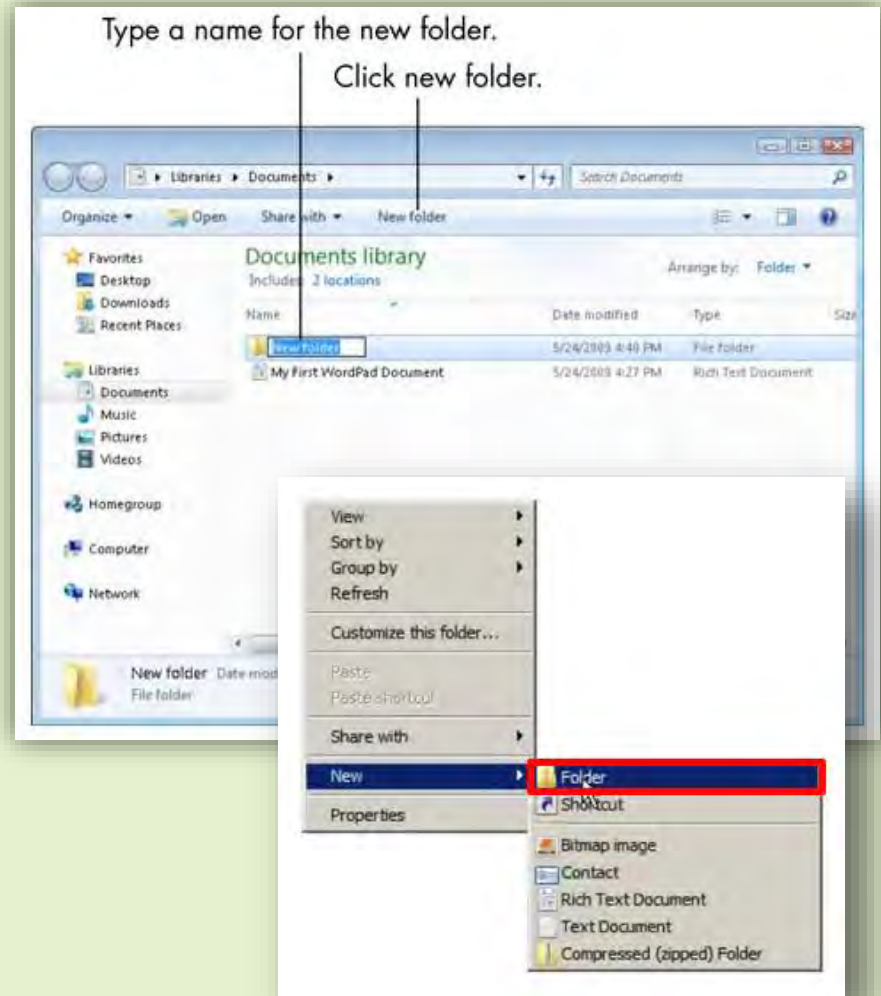 Type a name for the new folder.
Click new folder.
Libraries Documents
Search Documents
Organize Open Share with New folder
Favorites
Desktop
Downloads
Recent Places
Libraries
Documents
Music
Pictures
Videos
Homegroup
Computer
Network
Documents library
Includes: 2 locations
Arrange by: Folder
Name Date modified Type Size
New folder 5/24/2009 4:40 PM File folder
My First WordPad Document 5/24/2009 4:27 PM Rich Text Document
New folder Date mod
File folder
View
Sort by
Group by
Refresh
Customize this folder...
Paste
Paste shortcut
Share with
New
Properties
Folder
Shortcut
Bitmap image
Contact
Rich Text Document
Text Document
Compressed (zipped) Folder